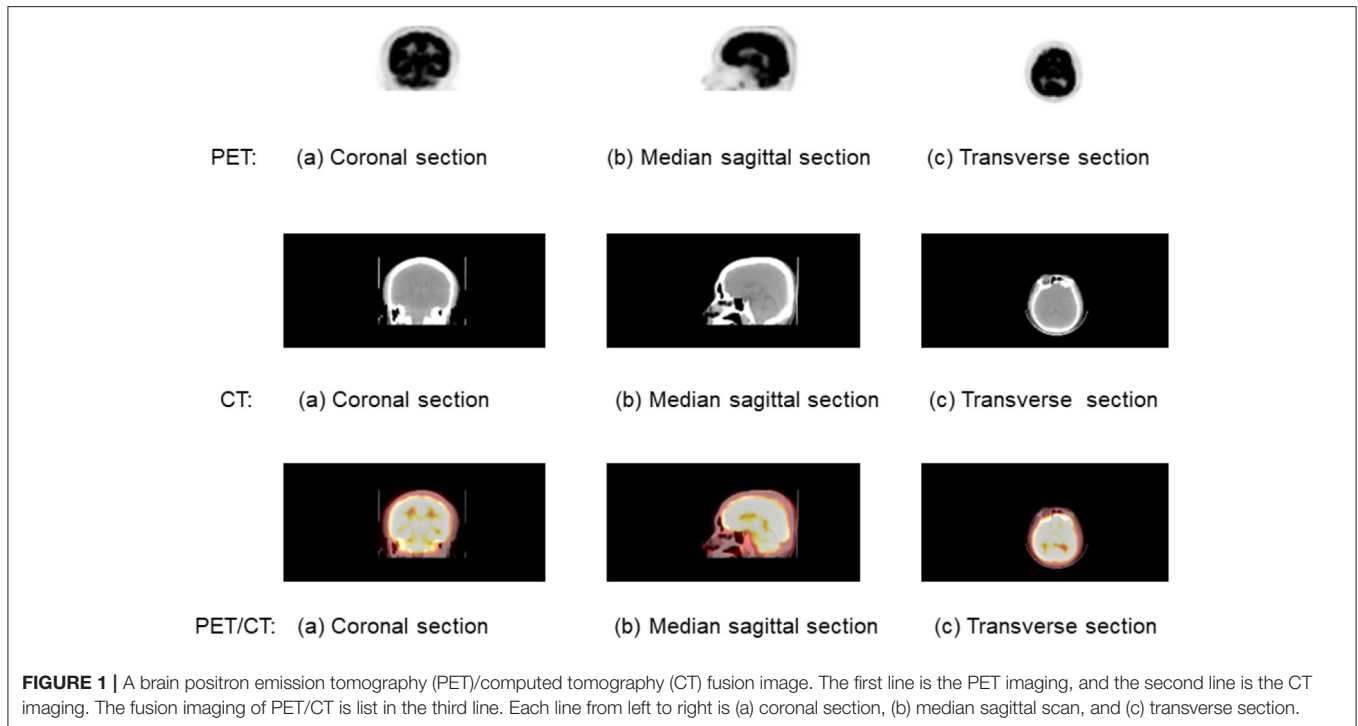 PET: (a) Coronal section (b) Median sagittal section (c) Transverse section
CT: (a) Coronal section (b) Median sagittal section (c) Transverse section
PET/CT: (a) Coronal section (b) Median sagittal section (c) Transverse section
FIGURE 1 | A brain positron emission tomography (PET)/computed tomography (CT) fusion image. The first line is the PET imaging, and the second line is the CT
imaging. The fusion imaging of PET/CT is list in the third line. Each line from left to right is (a) coronal section, (b) median sagittal scan, and (c) transverse section.